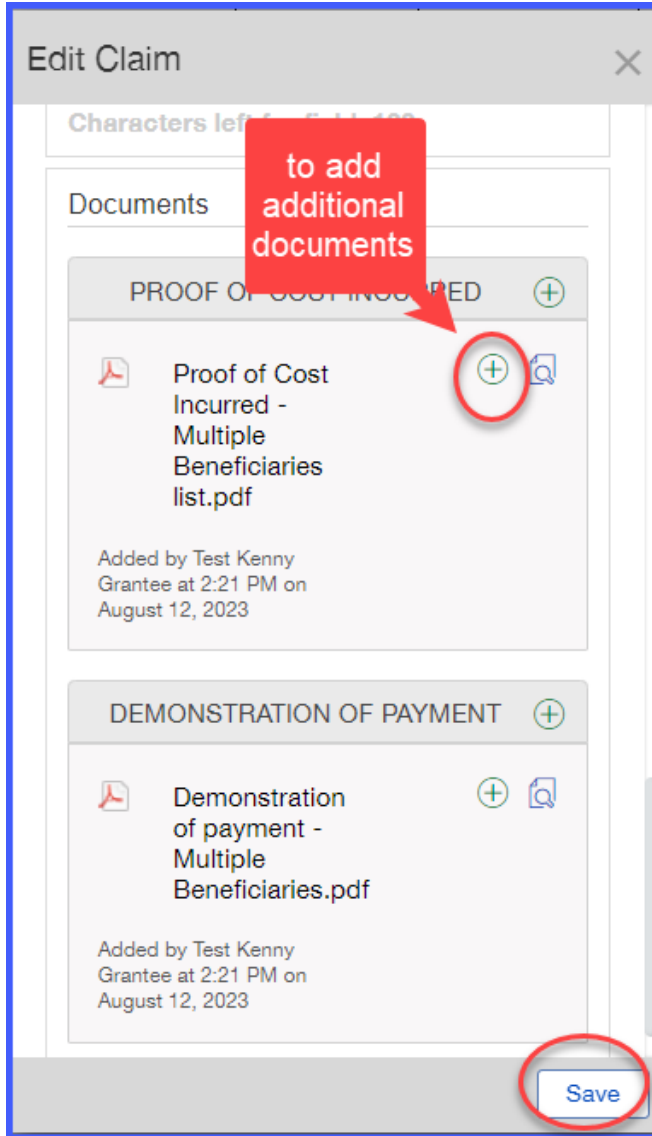 Edit Claim
Characters left
to add
additional
documents
Documents
PROOF OF COST INCURRED
Proof of Cost
Incurred -
Multiple
Beneficiaries
list.pdf
Added by Test Kenny
Grantee at 2:21 PM on
August 12, 2023
DEMONSTRATION OF PAYMENT
Demonstration
of payment -
Multiple
Beneficiaries.pdf
Added by Test Kenny
Grantee at 2:21 PM on
August 12, 2023
Save